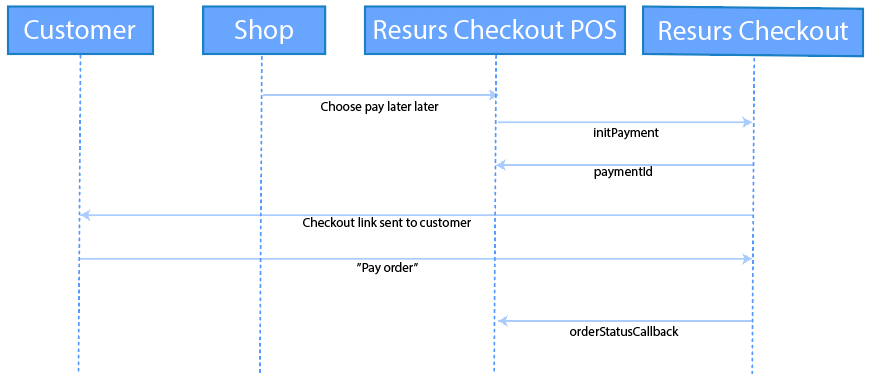 Customer
Shop
Resurs Checkout POS
Resurs Checkout
Choose pay later later
initPayment
paymentId
Checkout link sent to customer
”Pay order”
orderStatusCallback